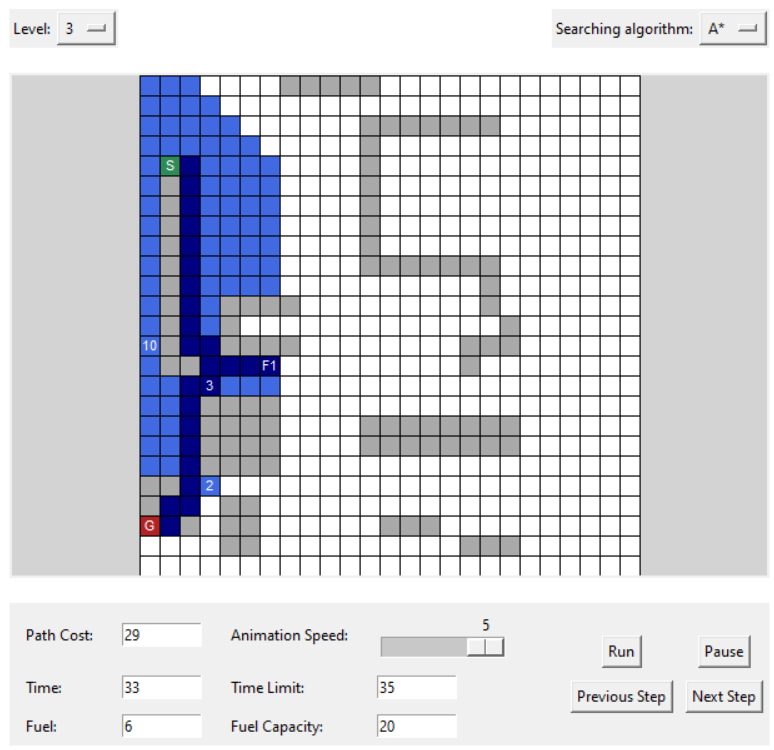 Level: 3
Searching algorithm: A*
S
10
F1
3
2
G
5
Path Cost: 29
Animation Speed:
Run
Pause
Time: 33
Time Limit: 35
Previous Step
Next Step
Fuel: 6
Fuel Capacity: 20